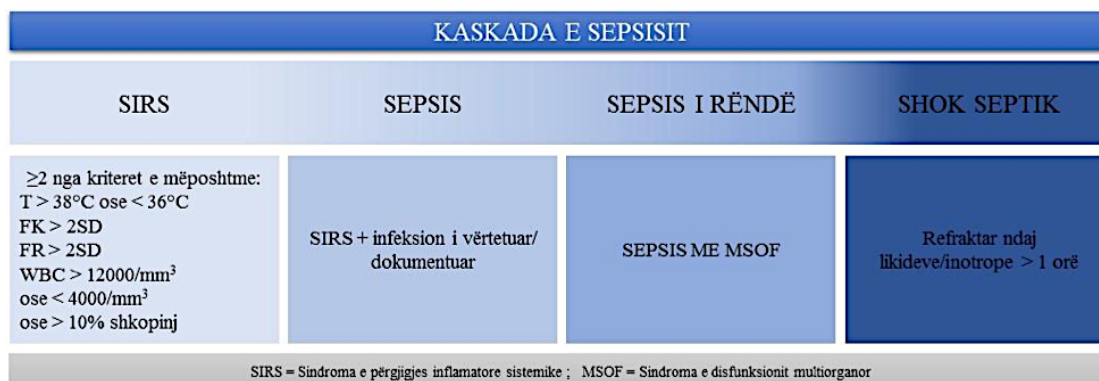 KASKADA E SEPSISIT
SIRS
SEPSIS
SEPSIS I RËNDË
SHOK SEPTIK
≥2 nga kriteret e mëposhtme:
T > 38°C ose < 36°C
FK > 2SD
FR > 2SD
WBC > 12000/mm³
ose < 4000/mm³
ose > 10% shkopinj
SIRS + infeksion i vërtetuar/
dokumentuar
SEPSIS ME MSOF
Refraktar ndaj
likideve/inotrope > 1 orë
SIRS = Sindroma e përgjigjes inflamatore sistemike ; MSOF = Sindroma e disfunksionit multiorganor